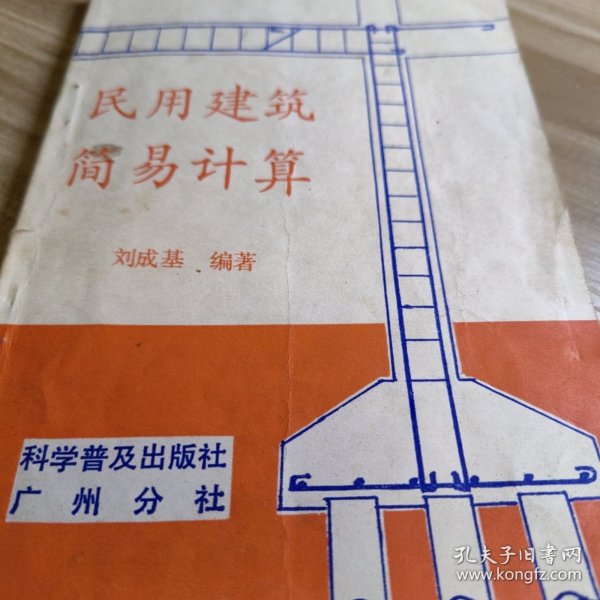 民用建筑
简易计算
刘成基 编著
科学普及出版社
广州分社
孔夫子旧书网
www.kongfz.com